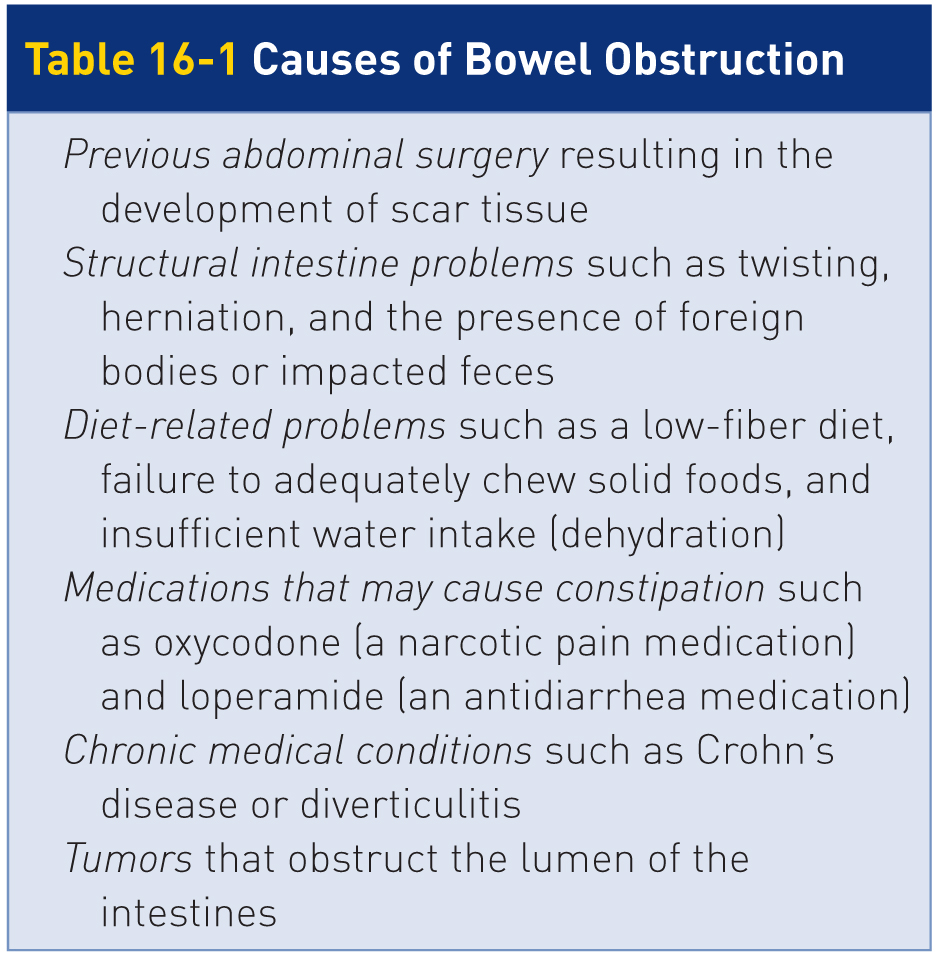 Table 16-1 Causes of Bowel Obstruction
Previous abdominal surgery resulting in the
development of scar tissue
Structural intestine problems such as twisting,
herniation, and the presence of foreign
bodies or impacted feces
Diet-related problems such as a low-fiber diet,
failure to adequately chew solid foods, and
insufficient water intake (dehydration)
Medications that may cause constipation such
as oxycodone (a narcotic pain medication)
and loperamide (an antidiarrhea medication)
Chronic medical conditions such as Crohn’s
disease or diverticulitis
Tumors that obstruct the lumen of the
intestines